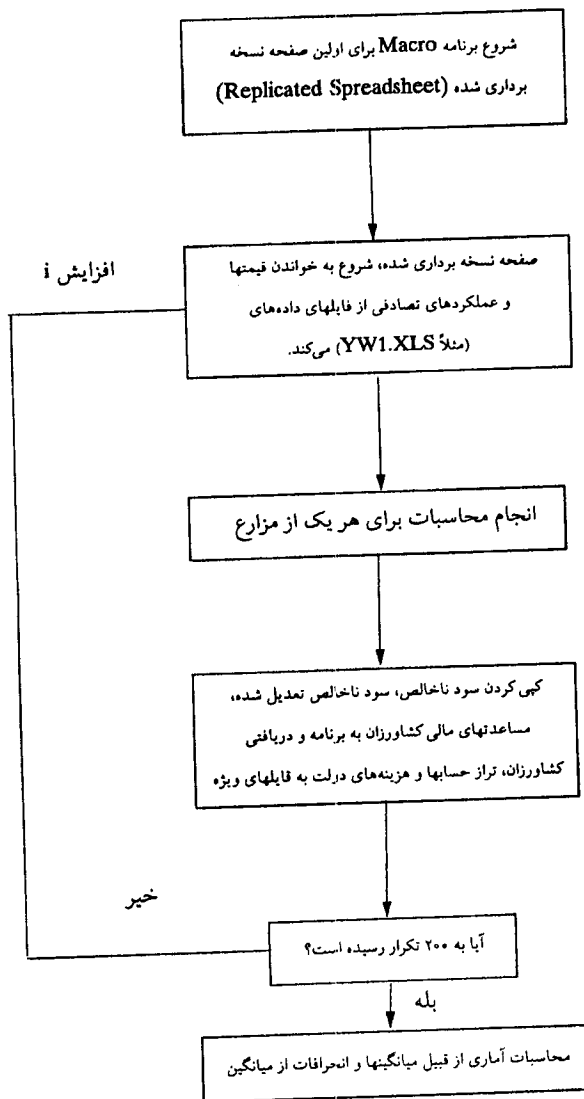 شروع برنامه Macro برای اولین صفحه نسخه
برداری شده (Replicated Spreadsheet)
افزایش i
صفحه نسخه برداری شده، شروع به خواندن قیمتها
و عملکردهای تصادفی از فایلهای داده‌های
(مثلاً YW1.XLS) می‌کند.
انجام محاسبات برای هر یک از مزارع
کپی کردن سود ناخالص، سود ناخالص تعدیل شده،
مساعدتهای مالی کشاورزان به برنامه و دریافتی
کشاورزان، تراز حسابها و هزینه‌های درلت به فایلهای ویژه
خیر
آیا به ۲۰۰ تکرار رسیده است؟
بله
محاسبات آماری از قبیل میانگینها و انحرافات از میانگین